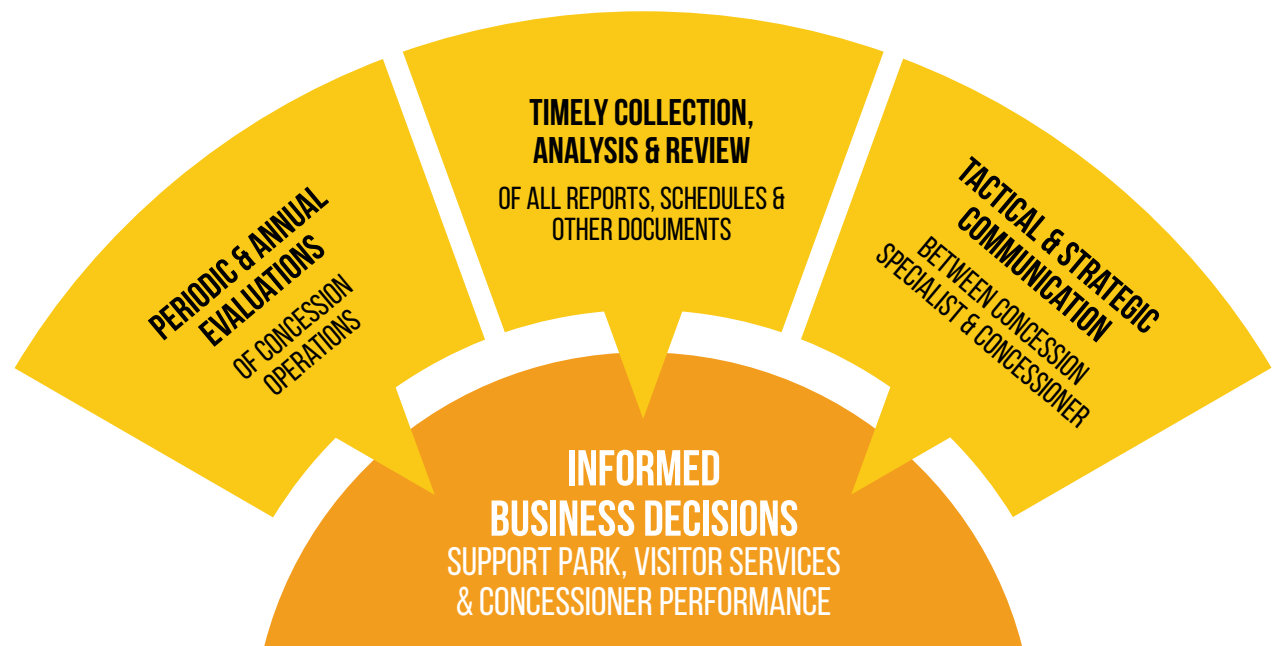 PERIODIC & ANNUAL
EVALUATIONS
OF CONCESSION
OPERATIONS
TIMELY COLLECTION,
ANALYSIS & REVIEW
OF ALL REPORTS, SCHEDULES &
OTHER DOCUMENTS
TACTICAL & STRATEGIC
COMMUNICATION
BETWEEN CONCESSION
SPECIALIST & CONCESSIONER
INFORMED
BUSINESS DECISIONS
SUPPORT PARK, VISITOR SERVICES
& CONCESSIONER PERFORMANCE